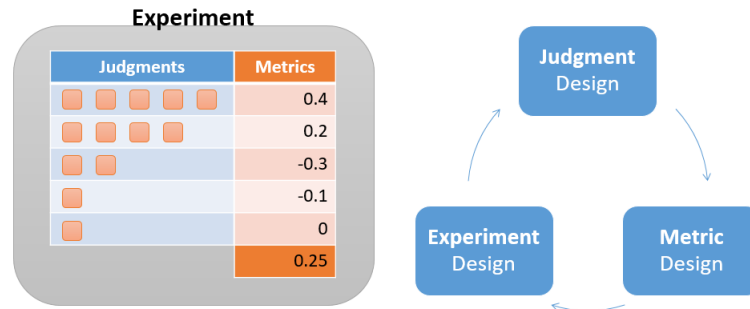 Experiment
Judgments Metrics
0.4
0.2
-0.3
-0.1
0
0.25
Judgment
Design
Experiment
Design
Metric
Design